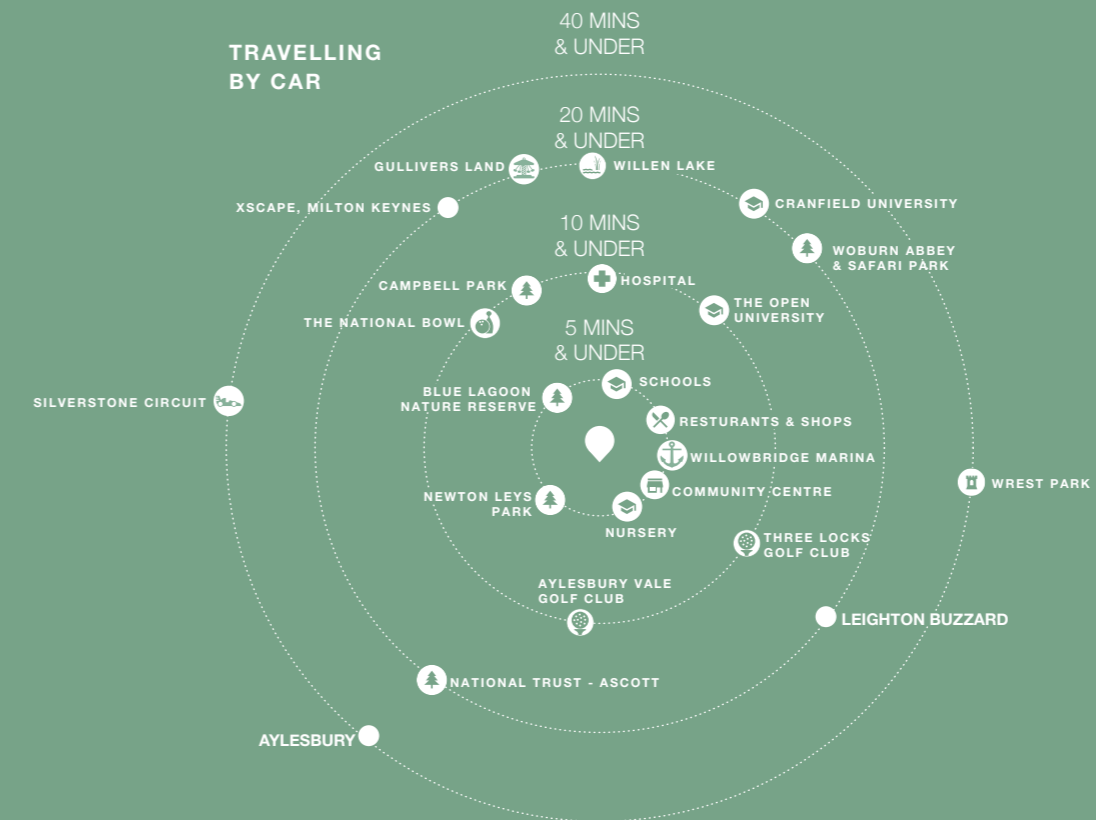 TRAVELLING
BY CAR
40 MINS
& UNDER
20 MINS
& UNDER
GULLIVERS LAND
WILLEN LAKE
XSCAPE, MILTON KEYNES
CRANFIELD UNIVERSITY
WOBURN ABBEY
& SAFARI PARK
10 MINS
& UNDER
CAMPBELL PARK
HOSPITAL
THE NATIONAL BOWL
THE OPEN
UNIVERSITY
5 MINS
& UNDER
BLUE LAGOON
NATURE RESERVE
SCHOOLS
SILVERSTONE CIRCUIT
RESTURANTS & SHOPS
WILLOWBRIDGE MARINA
WREST PARK
NEWTON LEYS
PARK
COMMUNITY CENTRE
NURSERY
THREE LOCKS
GOLF CLUB
AYLESBURY VALE
GOLF CLUB
LEIGHTON BUZZARD
NATIONAL TRUST - ASCOTT
AYLESBURY